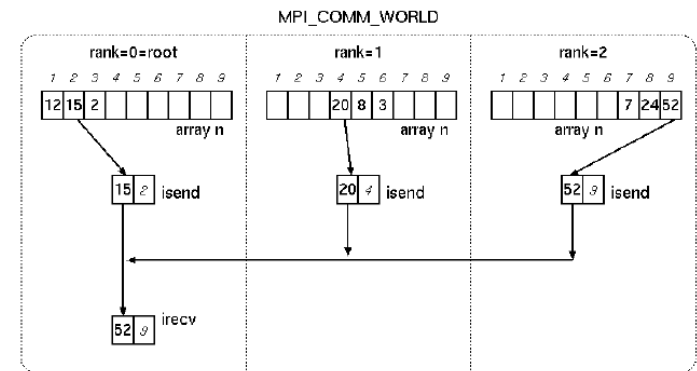 MPI_COMM_WORLD
rank=0=root rank=1 rank=2
1 2 3 4 5 6 7 8 9 1 2 3 4 5 6 7 8 9 1 2 3 4 5 6 7 8 9
12 15 2 20 8 3 7 24 52
array n array n array n
15 2 isend 20 4 isend 52 9 isend
52 9 irecv